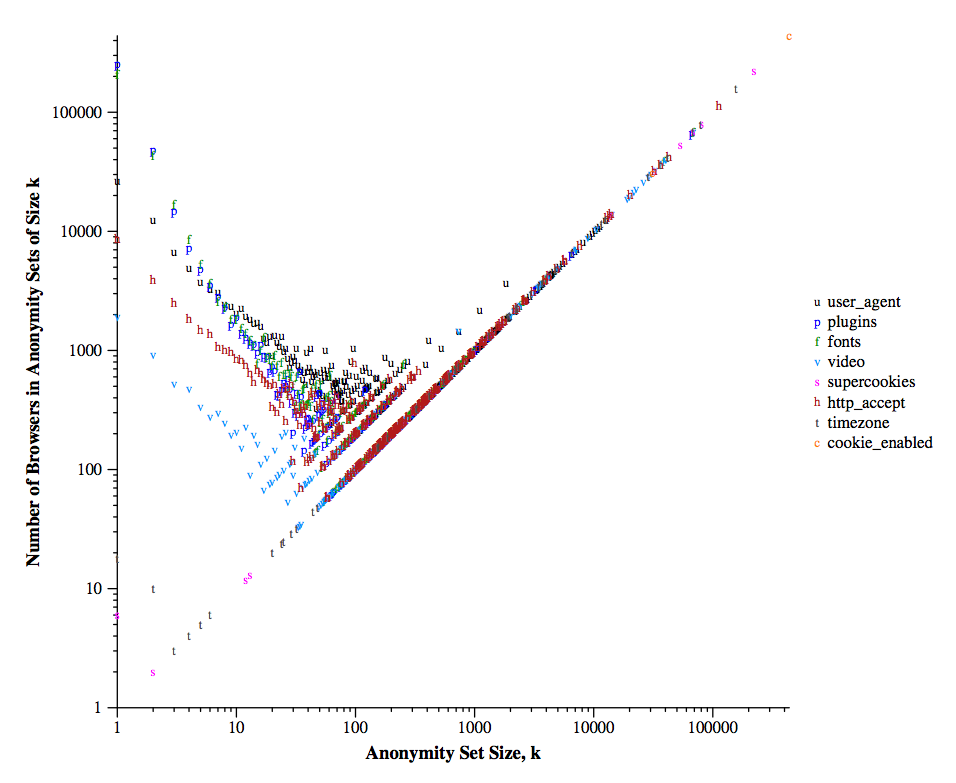 Number of Browsers in Anonymity Sets of Size k
100000
10000
1000
100
10
1
1 10 100 1000 10000 100000
Anonymity Set Size, k
u user_agent
p plugins
f fonts
v video
s supercookies
h http_accept
t timezone
c cookie_enabled